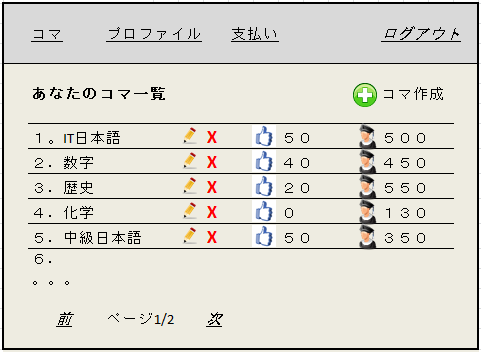 コマ プロファイル 支払い ログアウト
あなたのコマ一覧 コマ作成
１。IT日本語 X ５０ ５００
２．数字 X ４０ ４５０
３．歴史 X ２０ ５５０
４．化学 X ０ １３０
５．中級日本語 X ５０ ３５０
６．
。。。
前 ページ1/2 次